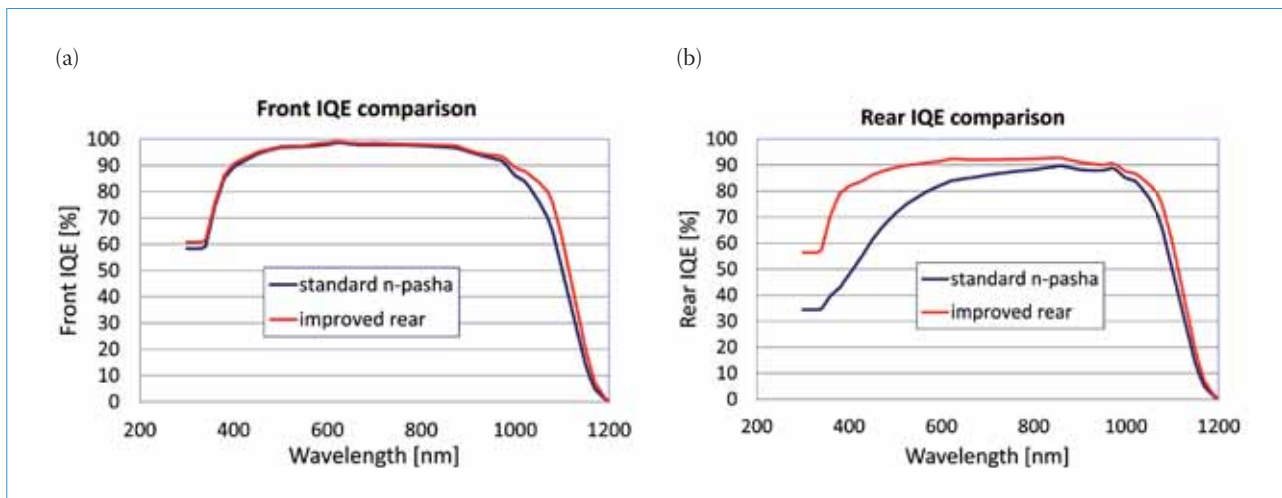 (a)
Front IQE comparison
Front IQE [%]
100
90
80
70
60
50
40
30
20
10
0
standard n-pasha
improved rear
200 400 600 800 1000 1200
Wavelength [nm]
(b)
Rear IQE comparison
Rear IQE [%]
100
90
80
70
60
50
40
30
20
10
0
standard n-pasha
improved rear
200 400 600 800 1000 1200
Wavelength [nm]